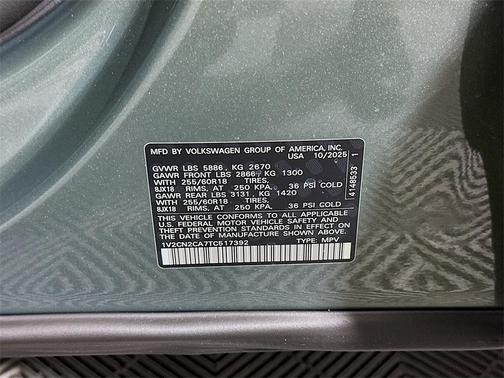 MFD. BY VOLKSWAGEN GROUP OF AMERICA, INC.
USA 10/2025
GVWR LBS 5886, KG 2670
GAWR FRONT LBS 2866, KG 1300
WITH 255/60R18 TIRES,
8JX18 RIMS, AT 250 KPA. 36 PSI COLD
GAWR REAR LBS 3131, KG 1420
WITH 255/60R18 TIRES,
8JX18 RIMS, AT 250 KPA. 36 PSI COLD
THIS VEHICLE CONFORMS TO ALL APPLICABLE
U.S. FEDERAL MOTOR VEHICLE SAFETY, BUMPER AND
THEFT PREVENTION STANDARDS IN EFFECT ON THE
DATE OF MANUFACTURE SHOWN ABOVE.
1V2CN2CA7TC517392 TYPE: MPV
4148533 1